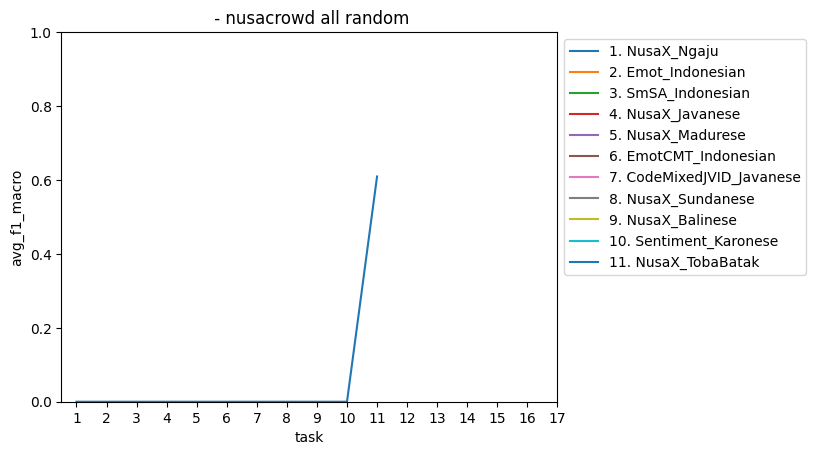 - nusacrowd all random
avg_f1_macro
1.0
0.8
0.6
0.4
0.2
0.0
1 2 3 4 5 6 7 8 9 10 11 12 13 14 15 16 17
task
1. NusaX_Ngaju
2. Emot_Indonesian
3. SmSA_Indonesian
4. NusaX_Javanese
5. NusaX_Madurese
6. EmotCMT_Indonesian
7. CodeMixedJVID_Javanese
8. NusaX_Sundanese
9. NusaX_Balinese
10. Sentiment_Karonese
11. NusaX_TobaBatak